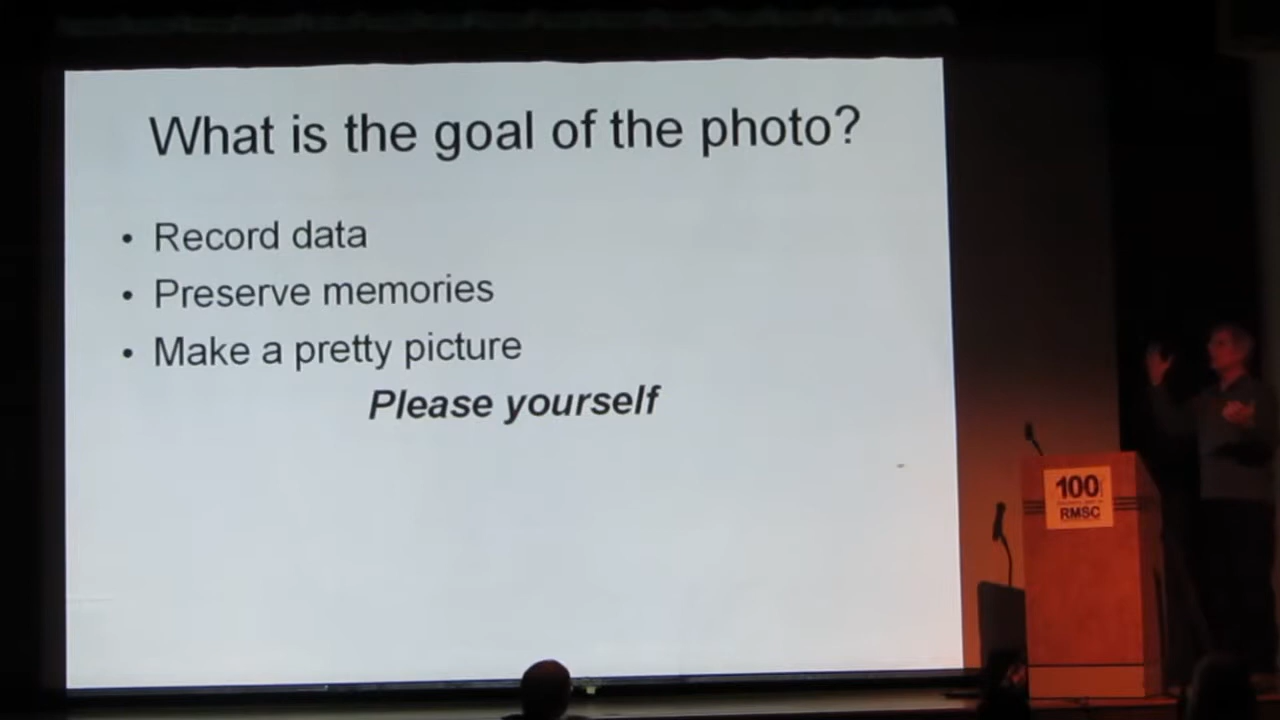 What is the goal of the photo?
• Record data
• Preserve memories
• Make a pretty picture
Please yourself
100
RMSC